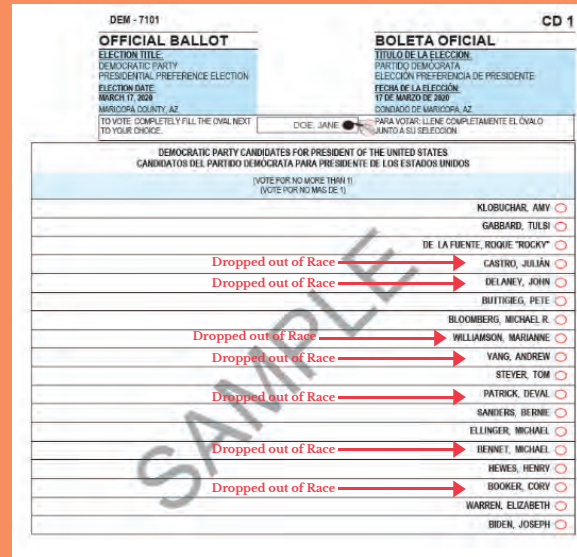 DEM - 7101
CD 1
OFFICIAL BALLOT
ELECTION TITLE:
DEMOCRATIC PARTY
PRESIDENTIAL PREFERENCE ELECTION
ELECTION DATE:
MARCH 17, 2020
MARICOPA COUNTY, AZ
TO VOTE: COMPLETELY FILL THE OVAL NEXT
TO YOUR CHOICE.
DOE, JANE
BOLETA OFICIAL
TÍTULO DE LA ELECCIÓN:
PARTIDO DEMÓCRATA
ELECCIÓN PREFERENCIA DE PRESIDENTE
FECHA DE LA ELECCIÓN:
17 DE MARZO DE 2020
CONDADO DE MARICOPA, AZ
PARA VOTAR: LLENE COMPLETAMENTE EL ÓVALO
JUNTO A SU SELECCION
DEMOCRATIC PARTY CANDIDATES FOR PRESIDENT OF THE UNITED STATES
CANDIDATOS DEL PARTIDO DEMÓCRATA PARA PRESIDENTE DE LOS ESTADOS UNIDOS
(VOTE FOR NO MORE THAN 1)
(VOTE POR NO MAS DE 1)
KLOBUCHAR, AMY
GABBARD, TULSI
DE LA FUENTE, ROQUE "ROCKY"
Dropped out of Race CASTRO, JULIÁN
Dropped out of Race DELANEY, JOHN
BUTTIGIEG, PETE
BLOOMBERG, MICHAEL R.
Dropped out of Race WILLIAMSON, MARIANNE
Dropped out of Race YANG, ANDREW
STEYER, TOM
Dropped out of Race PATRICK, DEVAL
SANDERS, BERNIE
ELLINGER, MICHAEL
Dropped out of Race BENNET, MICHAEL
HEWES, HENRY
Dropped out of Race BOOKER, CORY
WARREN, ELIZABETH
BIDEN, JOSEPH
SAMPLE